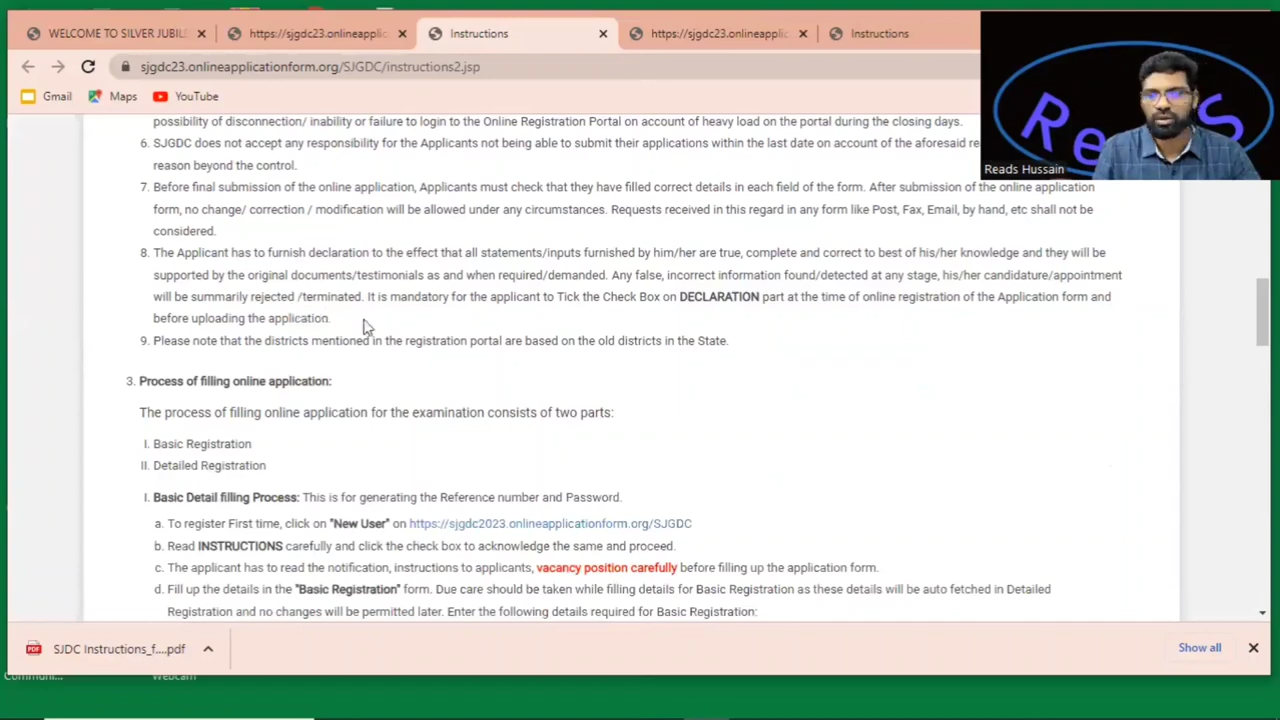 WELCOME TO SILVER JUBIL
https://sjgdc23.onlineapplic
Instructions
https://sjgdc23.onlineapplic
Instructions
sjgdc23.onlineapplicationform.org/SJGDC/instructions2.jsp
Gmail
Maps
YouTube
Reads Hussain
possibility of disconnection/ inability or failure to login to the Online Registration Portal on account of heavy load on the portal during the closing days.
6. SJGDC does not accept any responsibility for the Applicants not being able to submit their applications within the last date on account of the aforesaid re
reason beyond the control.
7. Before final submission of the online application, Applicants must check that they have filled correct details in each field of the form. After submission of the online application
form, no change/ correction / modification will be allowed under any circumstances. Requests received in this regard in any form like Post, Fax, Email, by hand, etc shall not be
considered.
8. The Applicant has to furnish declaration to the effect that all statements/inputs furnished by him/her are true, complete and correct to best of his/her knowledge and they will be
supported by the original documents/testimonials as and when required/demanded. Any false, incorrect information found/detected at any stage, his/her candidature/appointment
will be summarily rejected /terminated. It is mandatory for the applicant to Tick the Check Box on DECLARATION part at the time of online registration of the Application form and
before uploading the application.
9. Please note that the districts mentioned in the registration portal are based on the old districts in the State.
3. Process of filling online application:
The process of filling online application for the examination consists of two parts:
I. Basic Registration
II. Detailed Registration
I. Basic Detail filling Process: This is for generating the Reference number and Password.
a. To register First time, click on "New User" on https://sjgdc2023.onlineapplicationform.org/SJGDC
b. Read INSTRUCTIONS carefully and click the check box to acknowledge the same and proceed.
c. The applicant has to read the notification, instructions to applicants, vacancy position carefully before filling up the application form.
d. Fill up the details in the "Basic Registration" form. Due care should be taken while filling details for Basic Registration as these details will be auto fetched in Detailed
Registration and no changes will be permitted later. Enter the following details required for Basic Registration:
SJDC Instructions_f....pdf
Show all
Communi...
Webcam